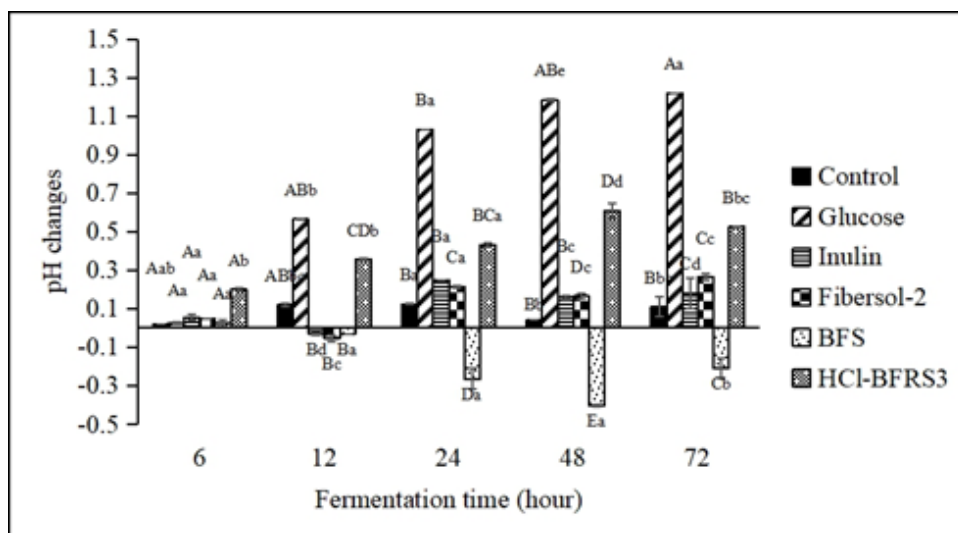 1.5
1.3
1.1
0.9
0.7
0.5
0.3
0.1
-0.1
-0.3
-0.5
pH changes
Aab
Aa
Aa
Aa
Ab
ABb
Bd
Bc
Ba
CDb
Ba
Ba
Ba
Ca
Da
BCa
ABe
Bc
Dc
Ea
Dd
Bb
Aa
Cd
Cc
Cb
Bbc
6 12 24 48 72
Fermentation time (hour)
Control
Glucose
Inulin
Fibersol-2
BFS
HCl-BFRS3